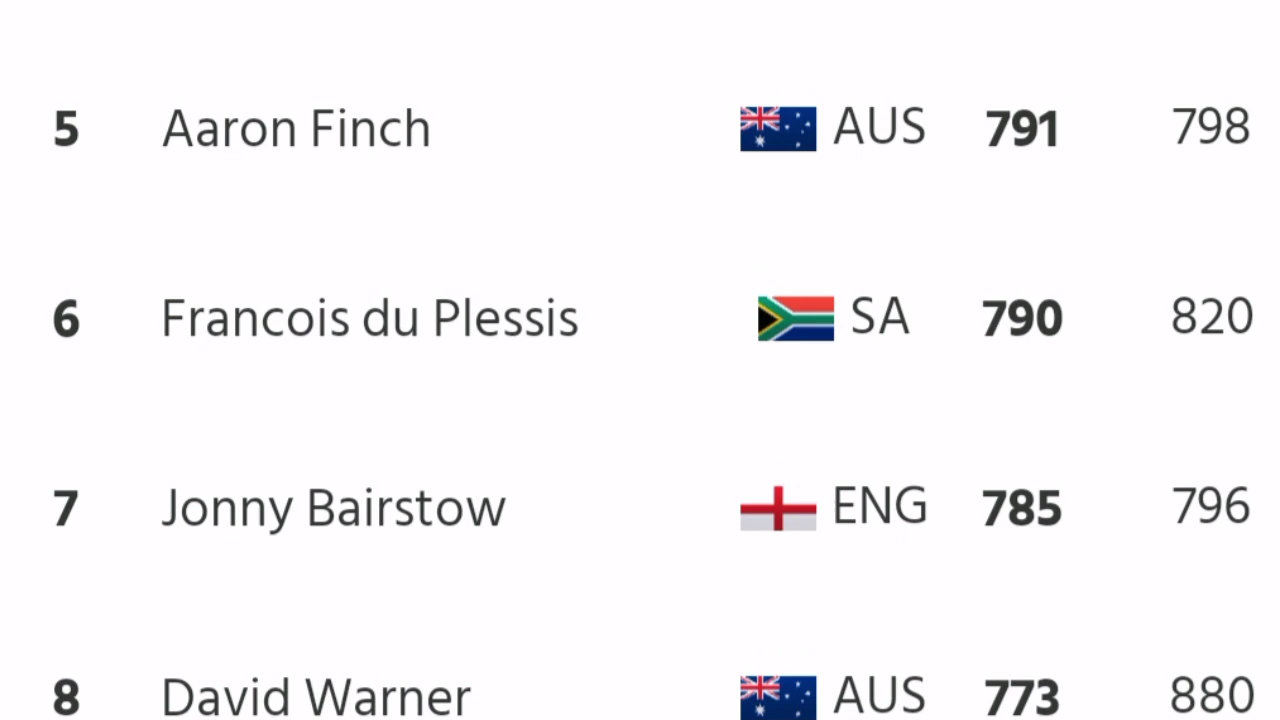 5 Aaron Finch AUS 791 798
6 Francois du Plessis SA 790 820
7 Jonny Bairstow ENG 785 796
8 David Warner AUS 773 880